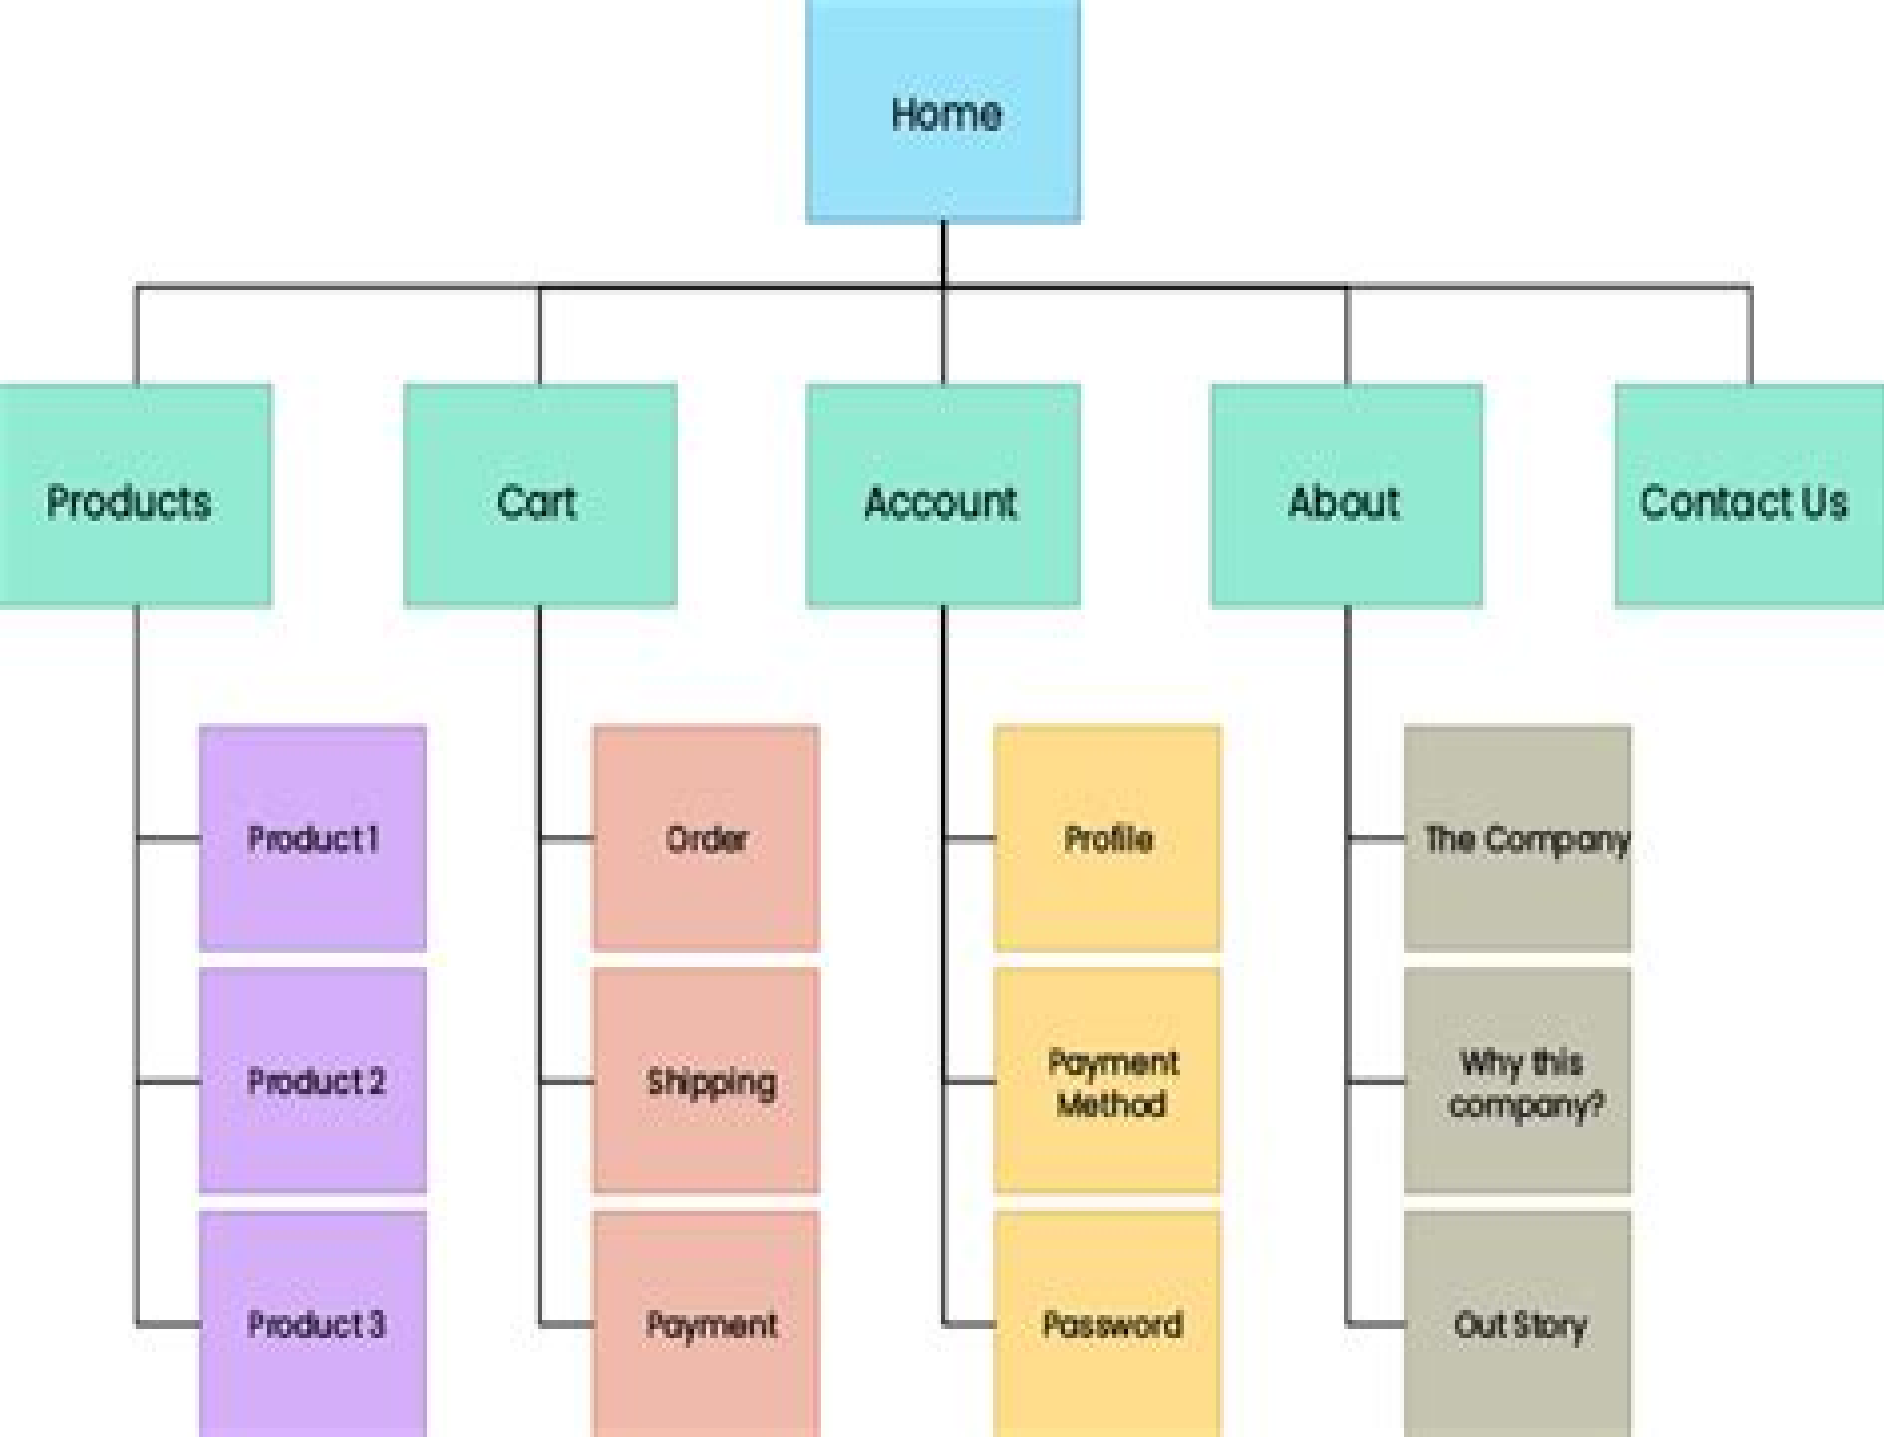 Home
Products
Cart
Account
About
Contact Us
Product 1
Order
Profile
The Company
Product 2
Shipping
Payment
Method
Why this
company?
Product 3
Payment
Password
Out Story